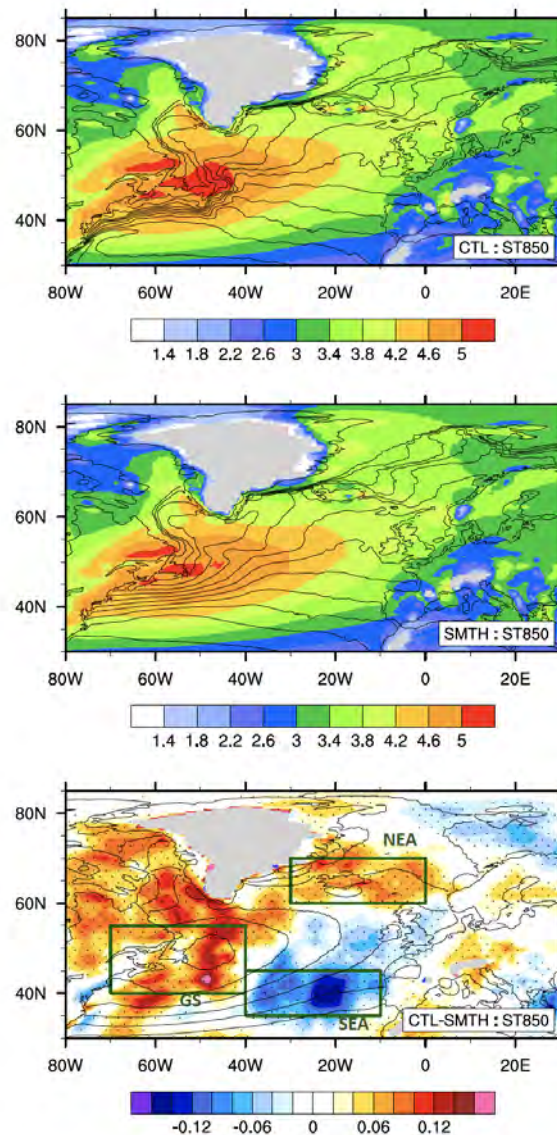 80N
60N
40N
CTL : ST850
80W 60W 40W 20W 0 20E
1.4 1.8 2.2 2.6 3 3.4 3.8 4.2 4.6 5
80N
60N
40N
SMTH : ST850
80W 60W 40W 20W 0 20E
1.4 1.8 2.2 2.6 3 3.4 3.8 4.2 4.6 5
80N
NEA
60N
40N
GS
SEA
CTL-SMTH : ST850
80W 60W 40W 20W 0 20E
-0.12 -0.06 0 0.06 0.12